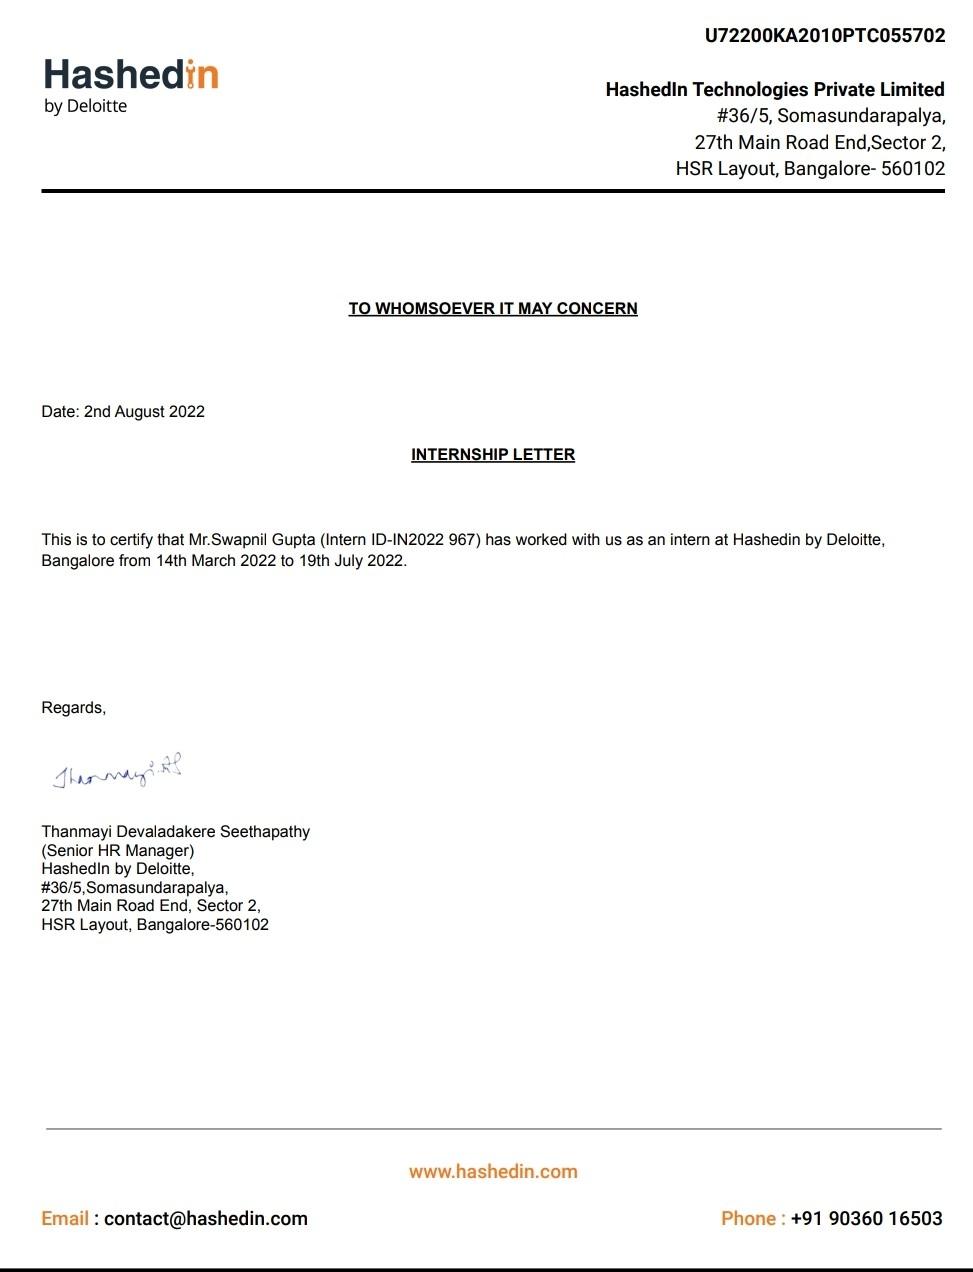 U72200KA2010PTC055702
Hashedin
by Deloitte
HashedIn Technologies Private Limited
#36/5, Somasundarapalya,
27th Main Road End,Sector 2,
HSR Layout, Bangalore- 560102
TO WHOMSOEVER IT MAY CONCERN
Date: 2nd August 2022
INTERNSHIP LETTER
This is to certify that Mr.Swapnil Gupta (Intern ID-IN2022 967) has worked with us as an intern at Hashedin by Deloitte,
Bangalore from 14th March 2022 to 19th July 2022.
Regards,
Thanmayi.DS
Thanmayi Devaladakere Seethapathy
(Senior HR Manager)
HashedIn by Deloitte,
#36/5,Somasundarapalya,
27th Main Road End, Sector 2,
HSR Layout, Bangalore-560102
www.hashedin.com
Email : contact@hashedin.com
Phone : +91 90360 16503